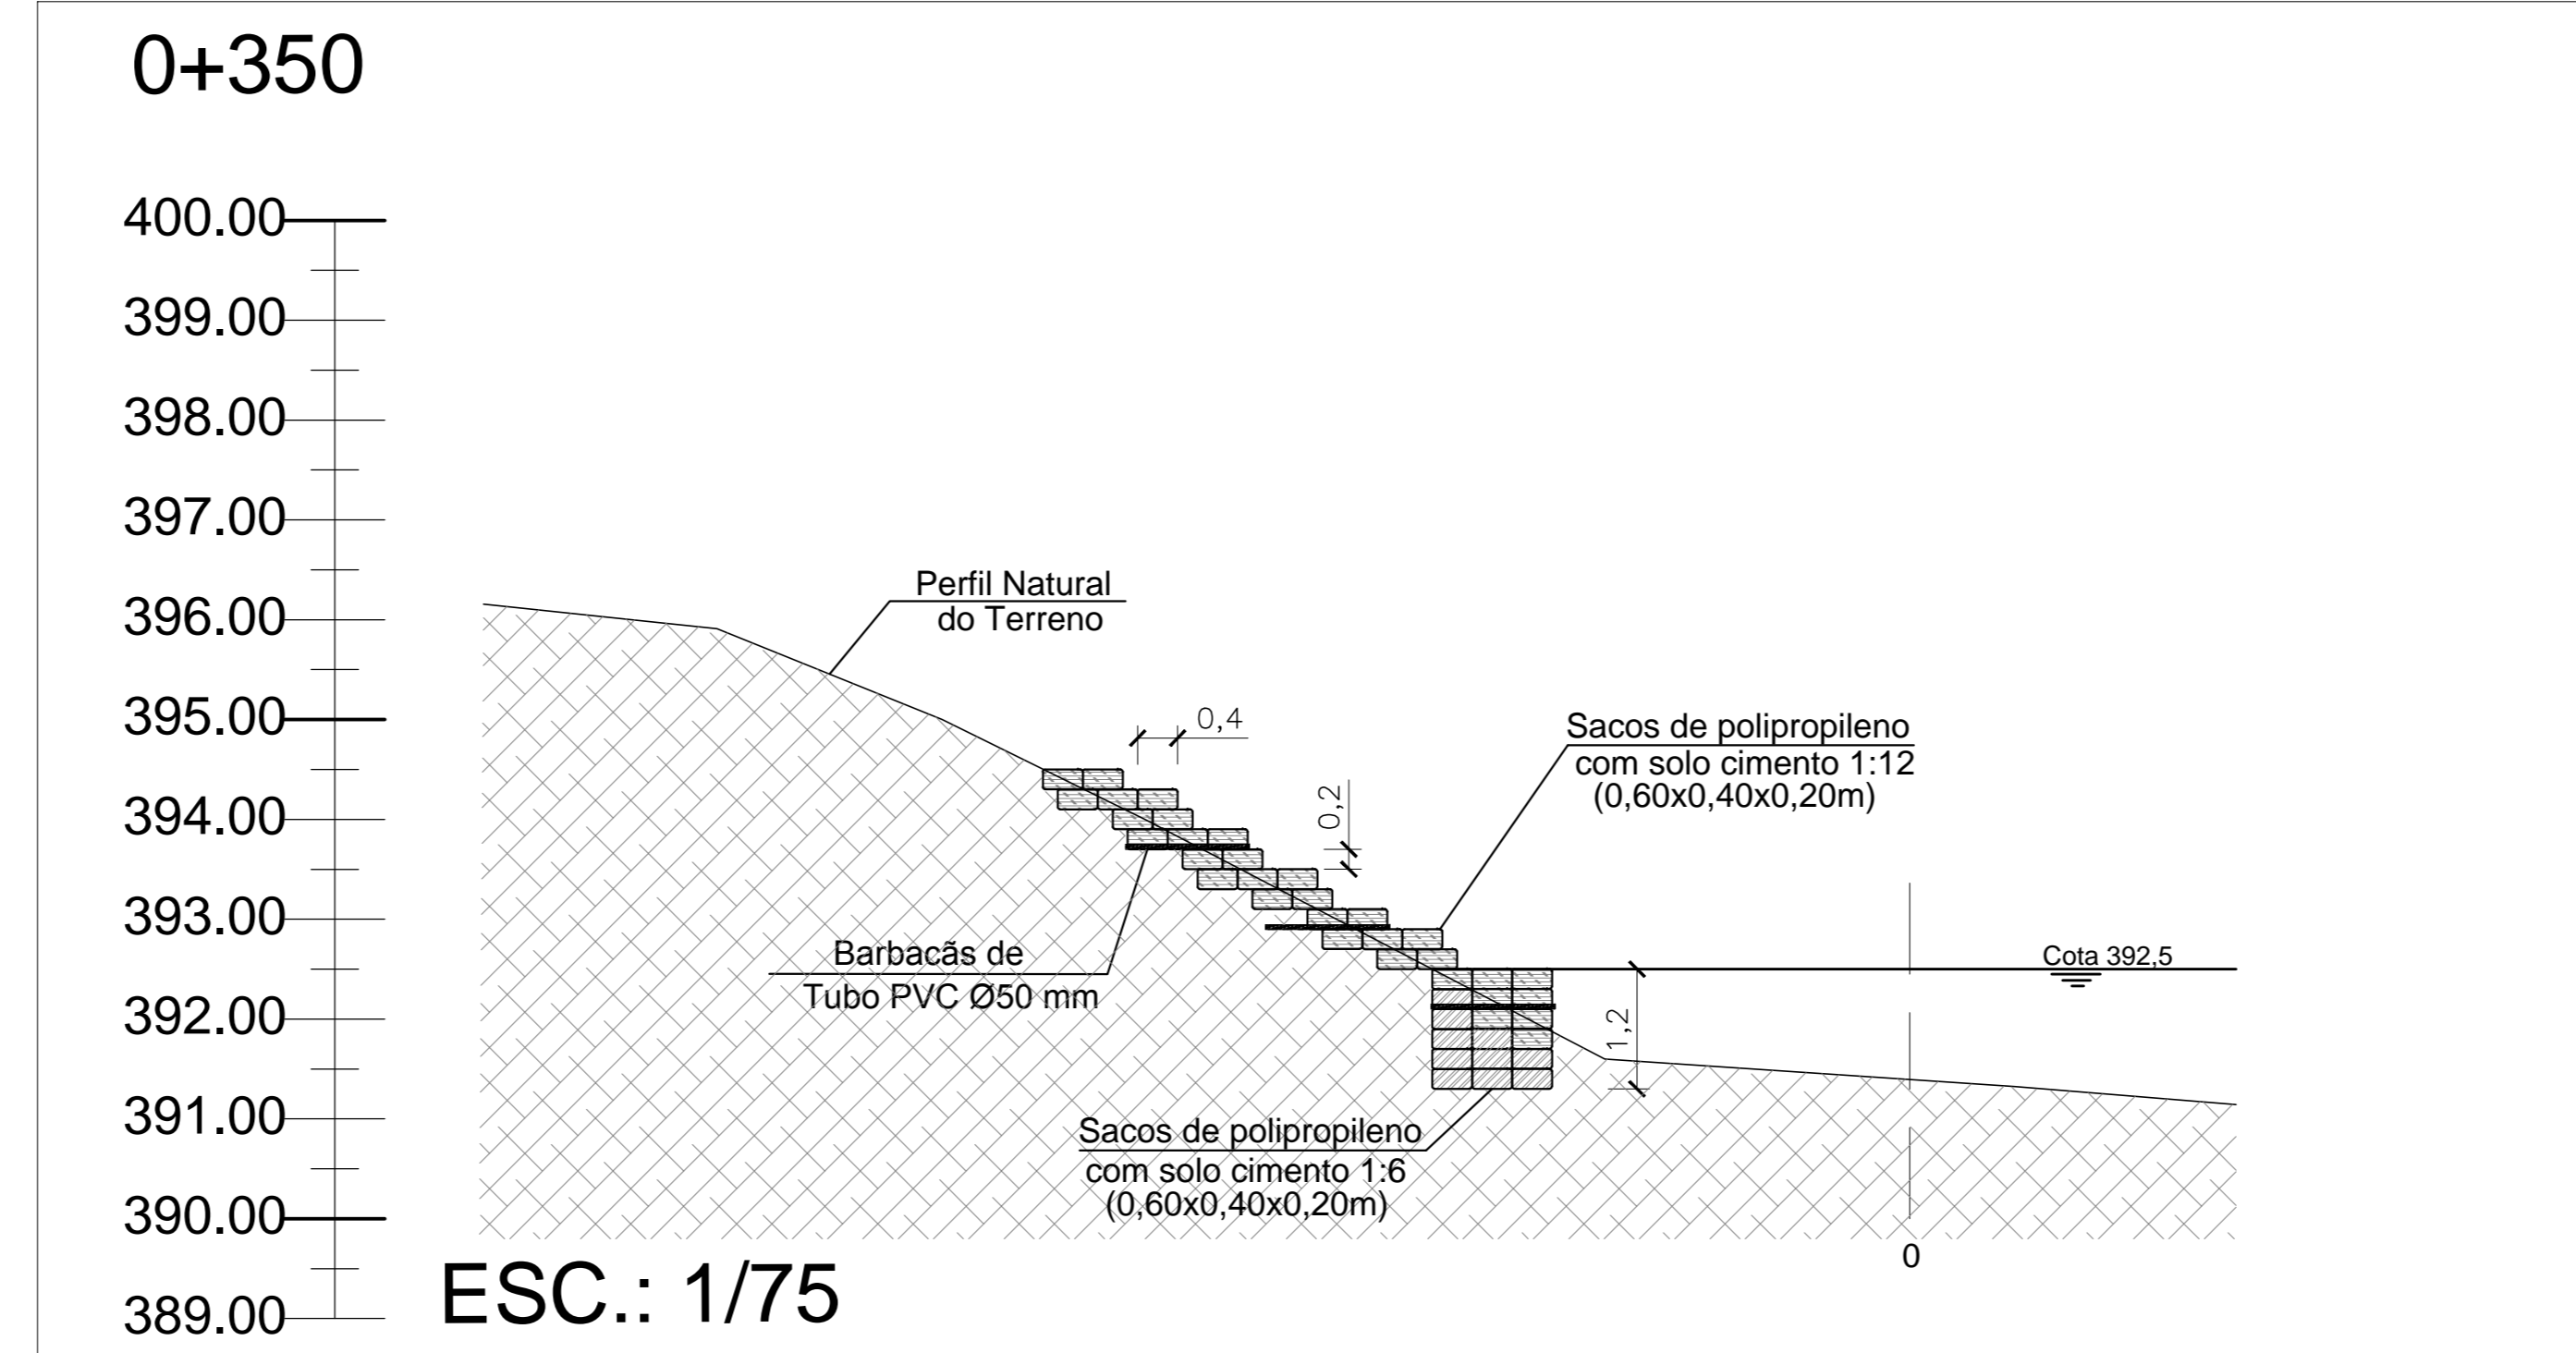 0+350
400.00
399.00
398.00
397.00
396.00
395.00
394.00
393.00
392.00
391.00
390.00
389.00
Perfil Natural
do Terreno
0,4
0,2
Sacos de polipropileno
com solo cimento 1:12
(0,60x0,40x0,20m)
Barbacãs de
Tubo PVC Ø50 mm
Cota 392,5
1,2
Sacos de polipropileno
com solo cimento 1:6
(0,60x0,40x0,20m)
0
ESC.: 1/75